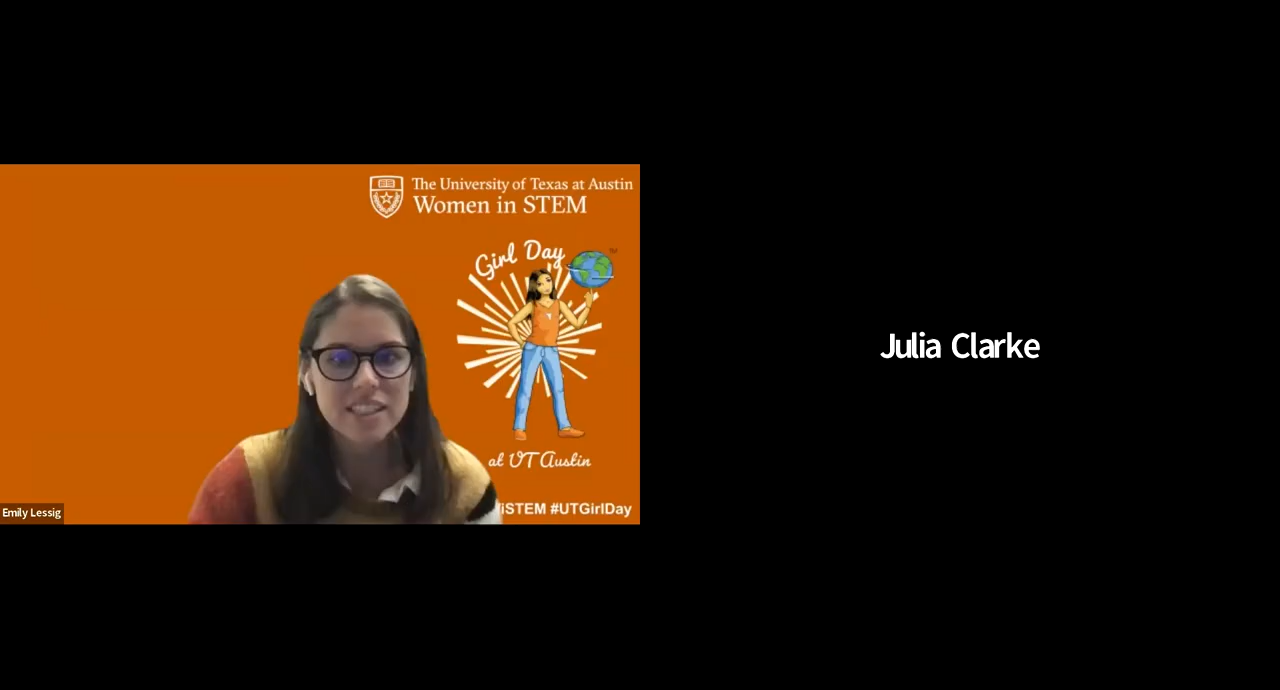 The University of Texas at Austin
Women in STEM
Girl Day
TM
at UT Austin
iSTEM #UTGirlDay
Emily Lessig
Julia Clarke